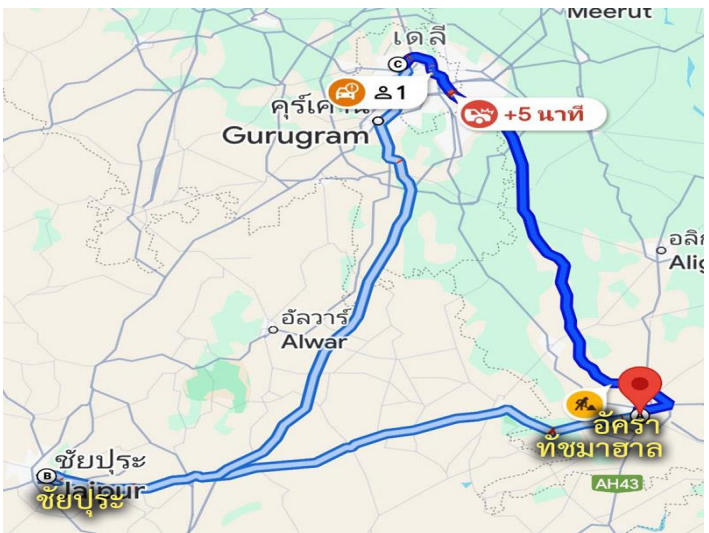 Meerut
เดลี
C
1
คุร์เคาน
Gurugram
+5 นาที
อลิก
Alig
อัลวาร์
Alwar
อัครา
ทัชมาฮาล
AH43
ชัยปุระ
B
Jaipur
ชัยปุระ